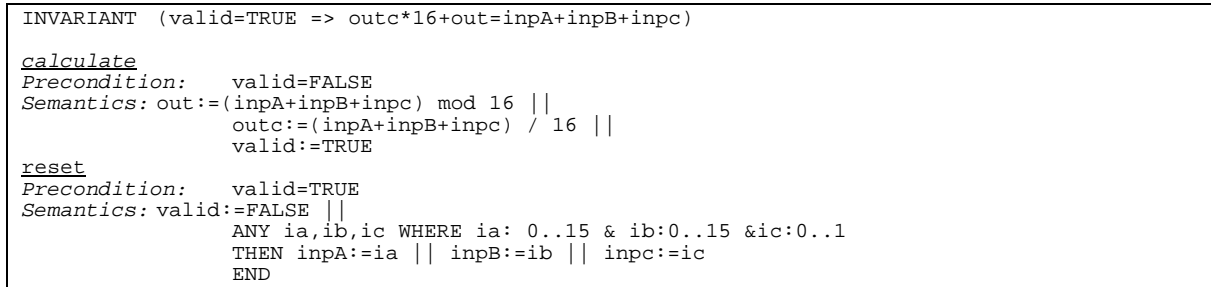 INVARIANT  (valid=TRUE => outc*16+out=inpA+inpB+inpc)
calculate
Precondition:   valid=FALSE
Semantics: out:=(inpA+inpB+inpc) mod 16 ||
outc:=(inpA+inpB+inpc) / 16 ||
valid:=TRUE
reset
Precondition:   valid=TRUE
Semantics: valid:=FALSE ||
ANY ia,ib,ic WHERE ia: 0..15 & ib:0..15 &ic:0..1
THEN inpA:=ia || inpB:=ib || inpc:=ic
END